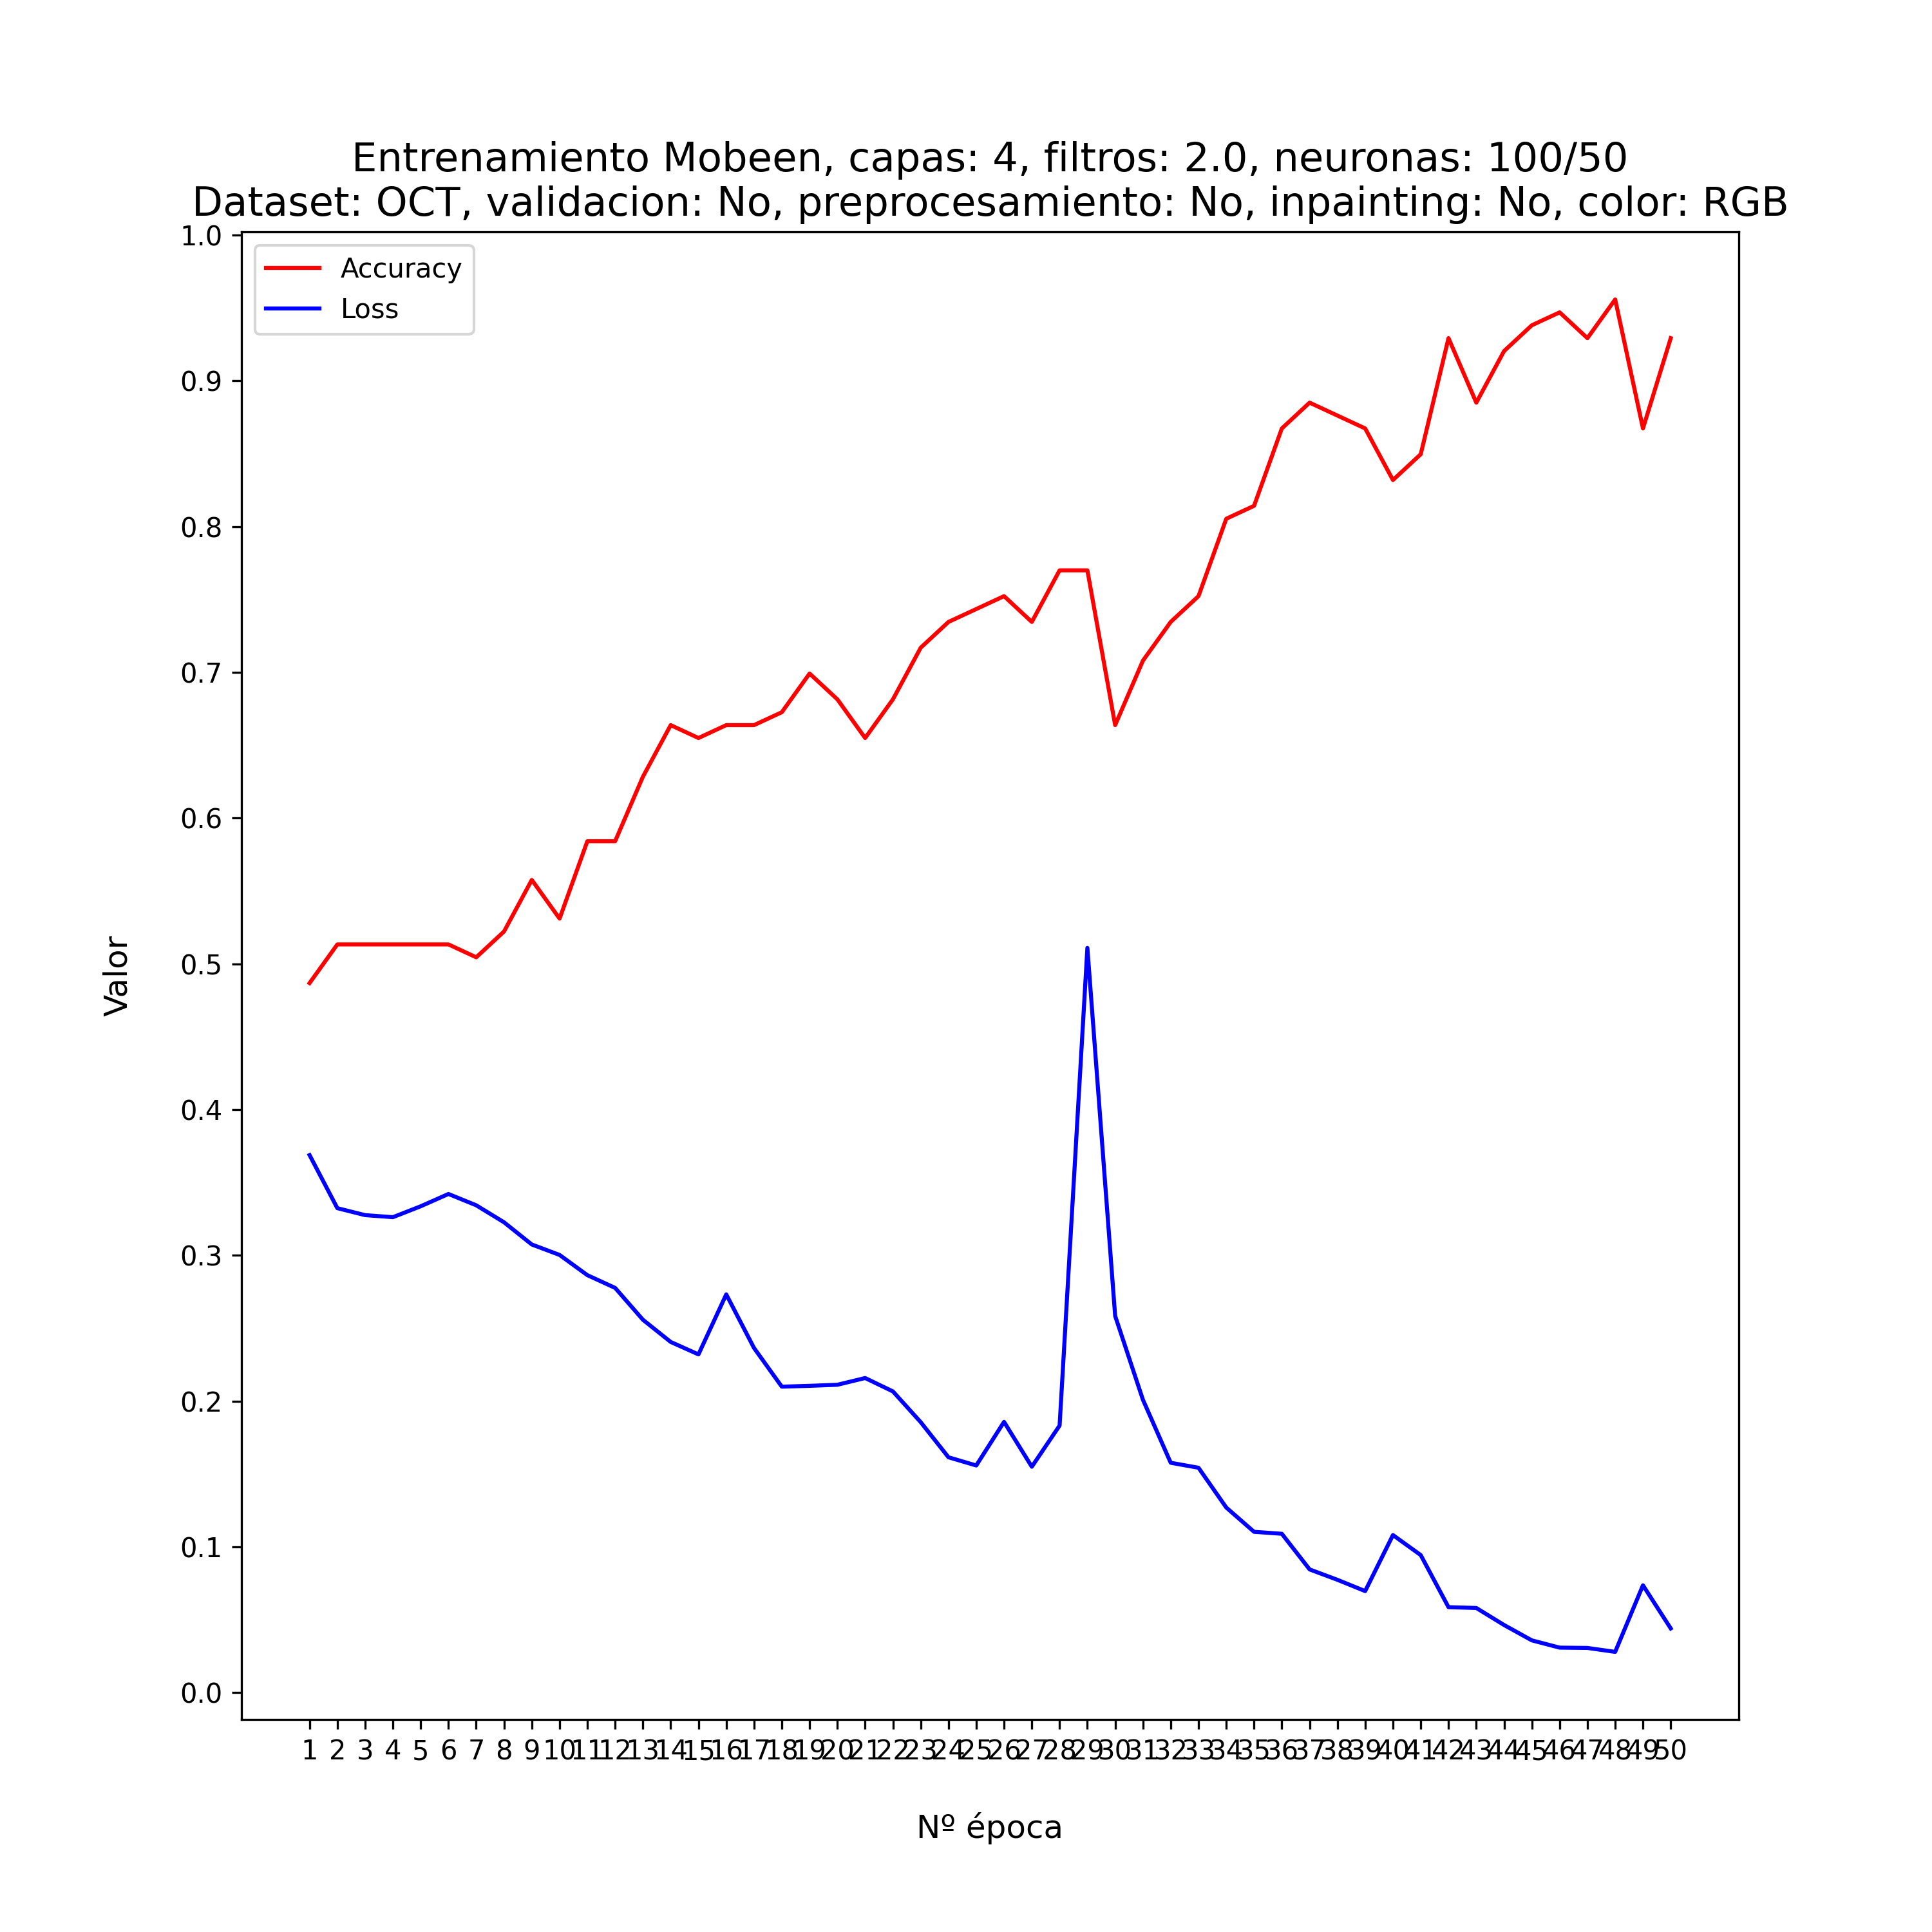 Entrenamiento Mobeen, capas: 4, filtros: 2.0, neuronas: 100/50
Dataset: OCT, validacion: No, preprocesamiento: No, inpainting: No, color: RGB
1.0
Accuracy
Loss
0.9
0.8
0.7
0.6
0.5
Valor
0.4
0.3
0.2
0.1
0.0
1 2 3 4 5 6 7 8 9 10 11 12 13 14 15 16 17 18 19 20 21 22 23 24 25 26 27 28 29 30 31 32 33 34 35 36 37 38 39 40 41 42 43 44 45 46 47 48 49 50
Nº época